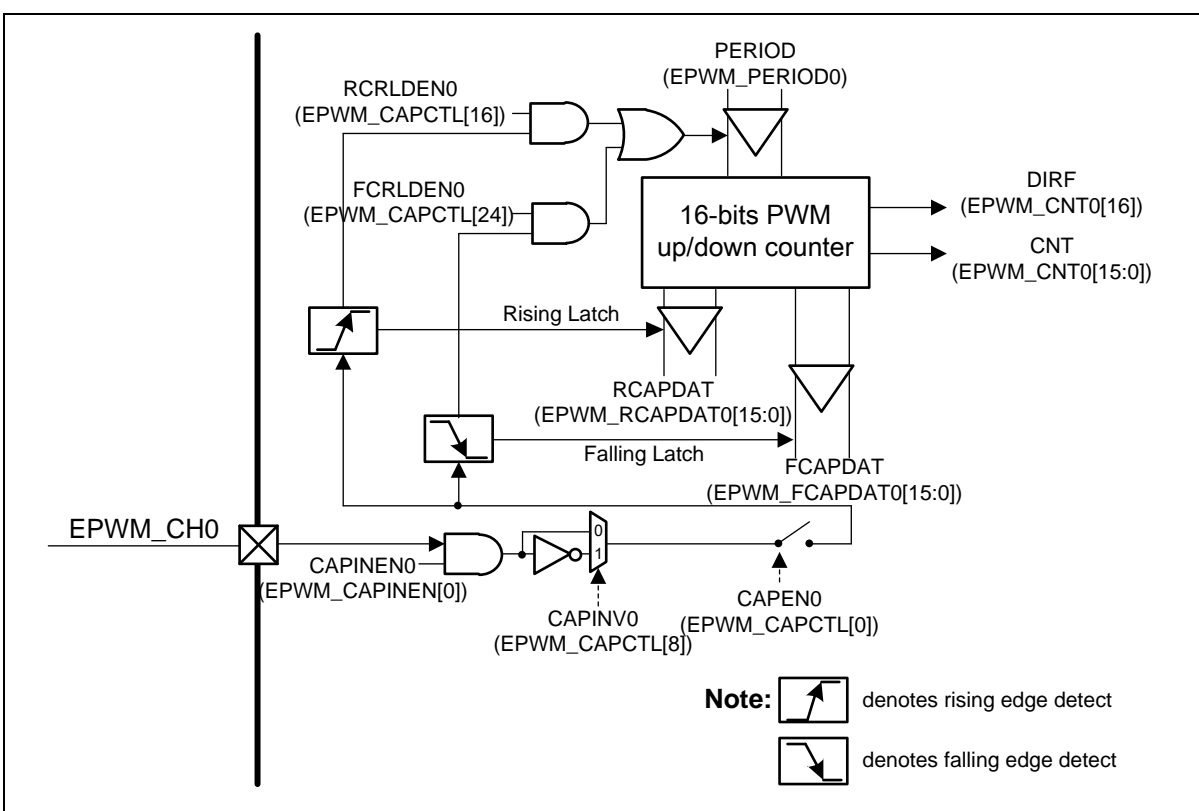 PERIOD
(EPWM_PERIOD0)
RCRLDEN0
(EPWM_CAPCTL[16])
FCRLDEN0
(EPWM_CAPCTL[24])
16-bits PWM
up/down counter
DIRF
(EPWM_CNT0[16])
CNT
(EPWM_CNT0[15:0])
Rising Latch
RCAPDAT
(EPWM_RCAPDAT0[15:0])
Falling Latch
FCAPDAT
(EPWM_FCAPDAT0[15:0])
EPWM_CH0
CAPINEN0
(EPWM_CAPINEN[0])
0
1
CAPINV0
(EPWM_CAPCTL[8])
CAPEN0
(EPWM_CAPCTL[0])
Note:
denotes rising edge detect
denotes falling edge detect